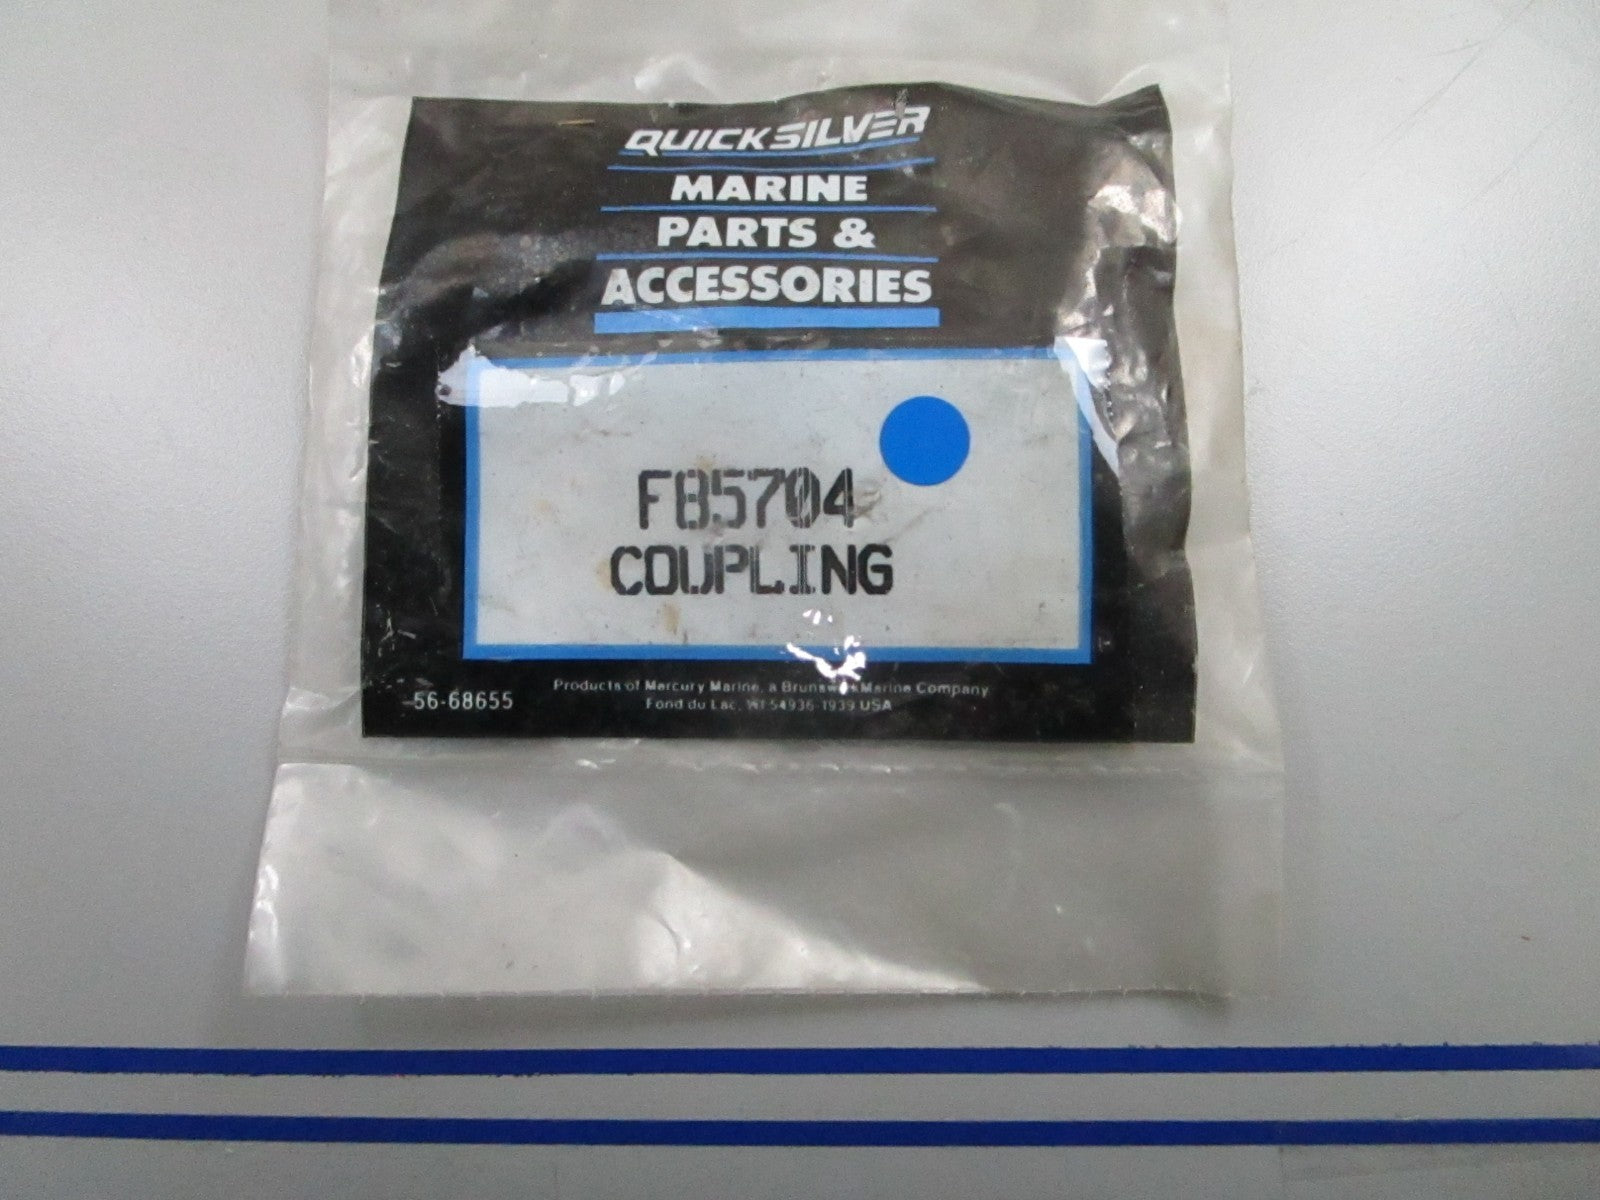 QUICKSILVER
MARINE
PARTS &
ACCESSORIES
F85704
COUPLING
56-68655
Products of Mercury Marine, a Brunswick Marine Company
Fond du Lac, WI 54936-1939 USA